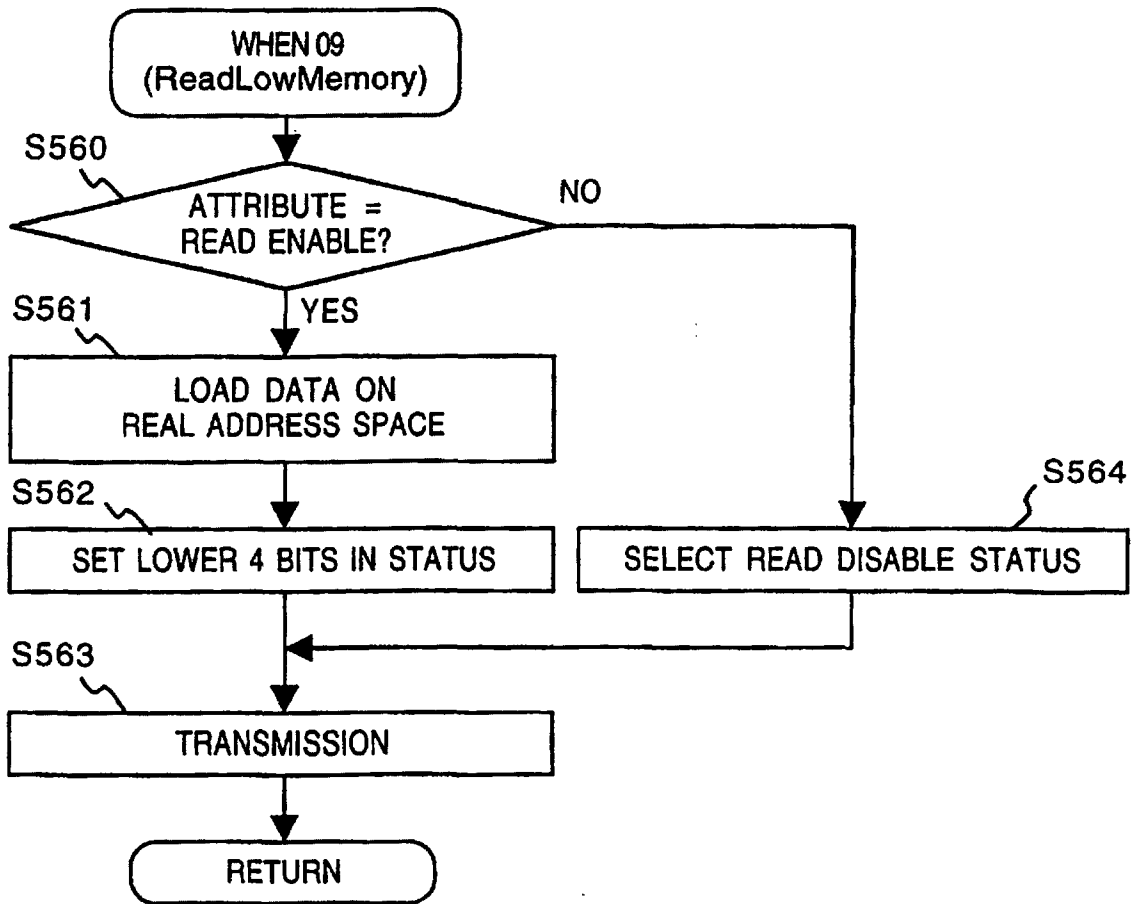 WHEN 09
(ReadLowMemory)
S560
ATTRIBUTE =
READ ENABLE?
NO
YES
S561
LOAD DATA ON
REAL ADDRESS SPACE
S562
SET LOWER 4 BITS IN STATUS
S564
SELECT READ DISABLE STATUS
S563
TRANSMISSION
RETURN